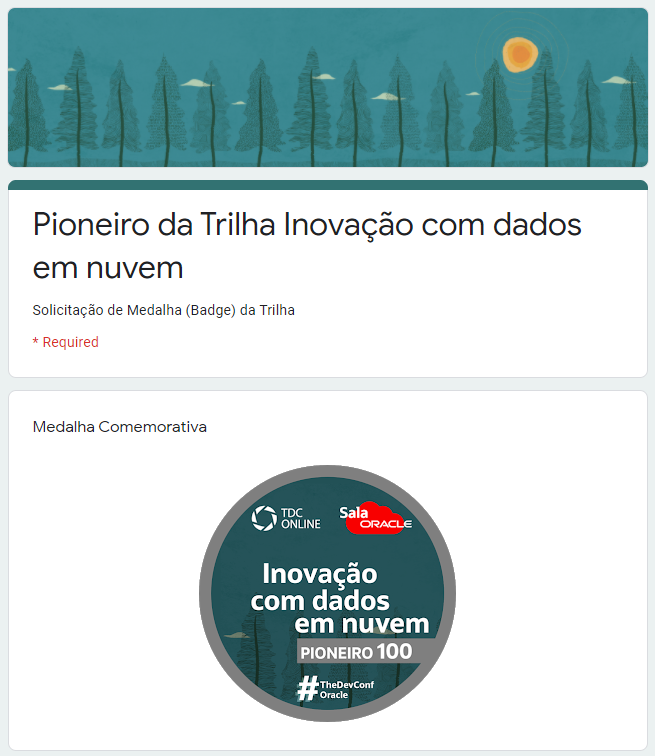 Pioneiro da Trilha Inovação com dados
em nuvem
Solicitação de Medalha (Badge) da Trilha
* Required
Medalha Comemorativa
TDC
ONLINE
Sala
ORACLE
Inovação
com dados
em nuvem
PIONEIRO 100
#TheDevConf
Oracle